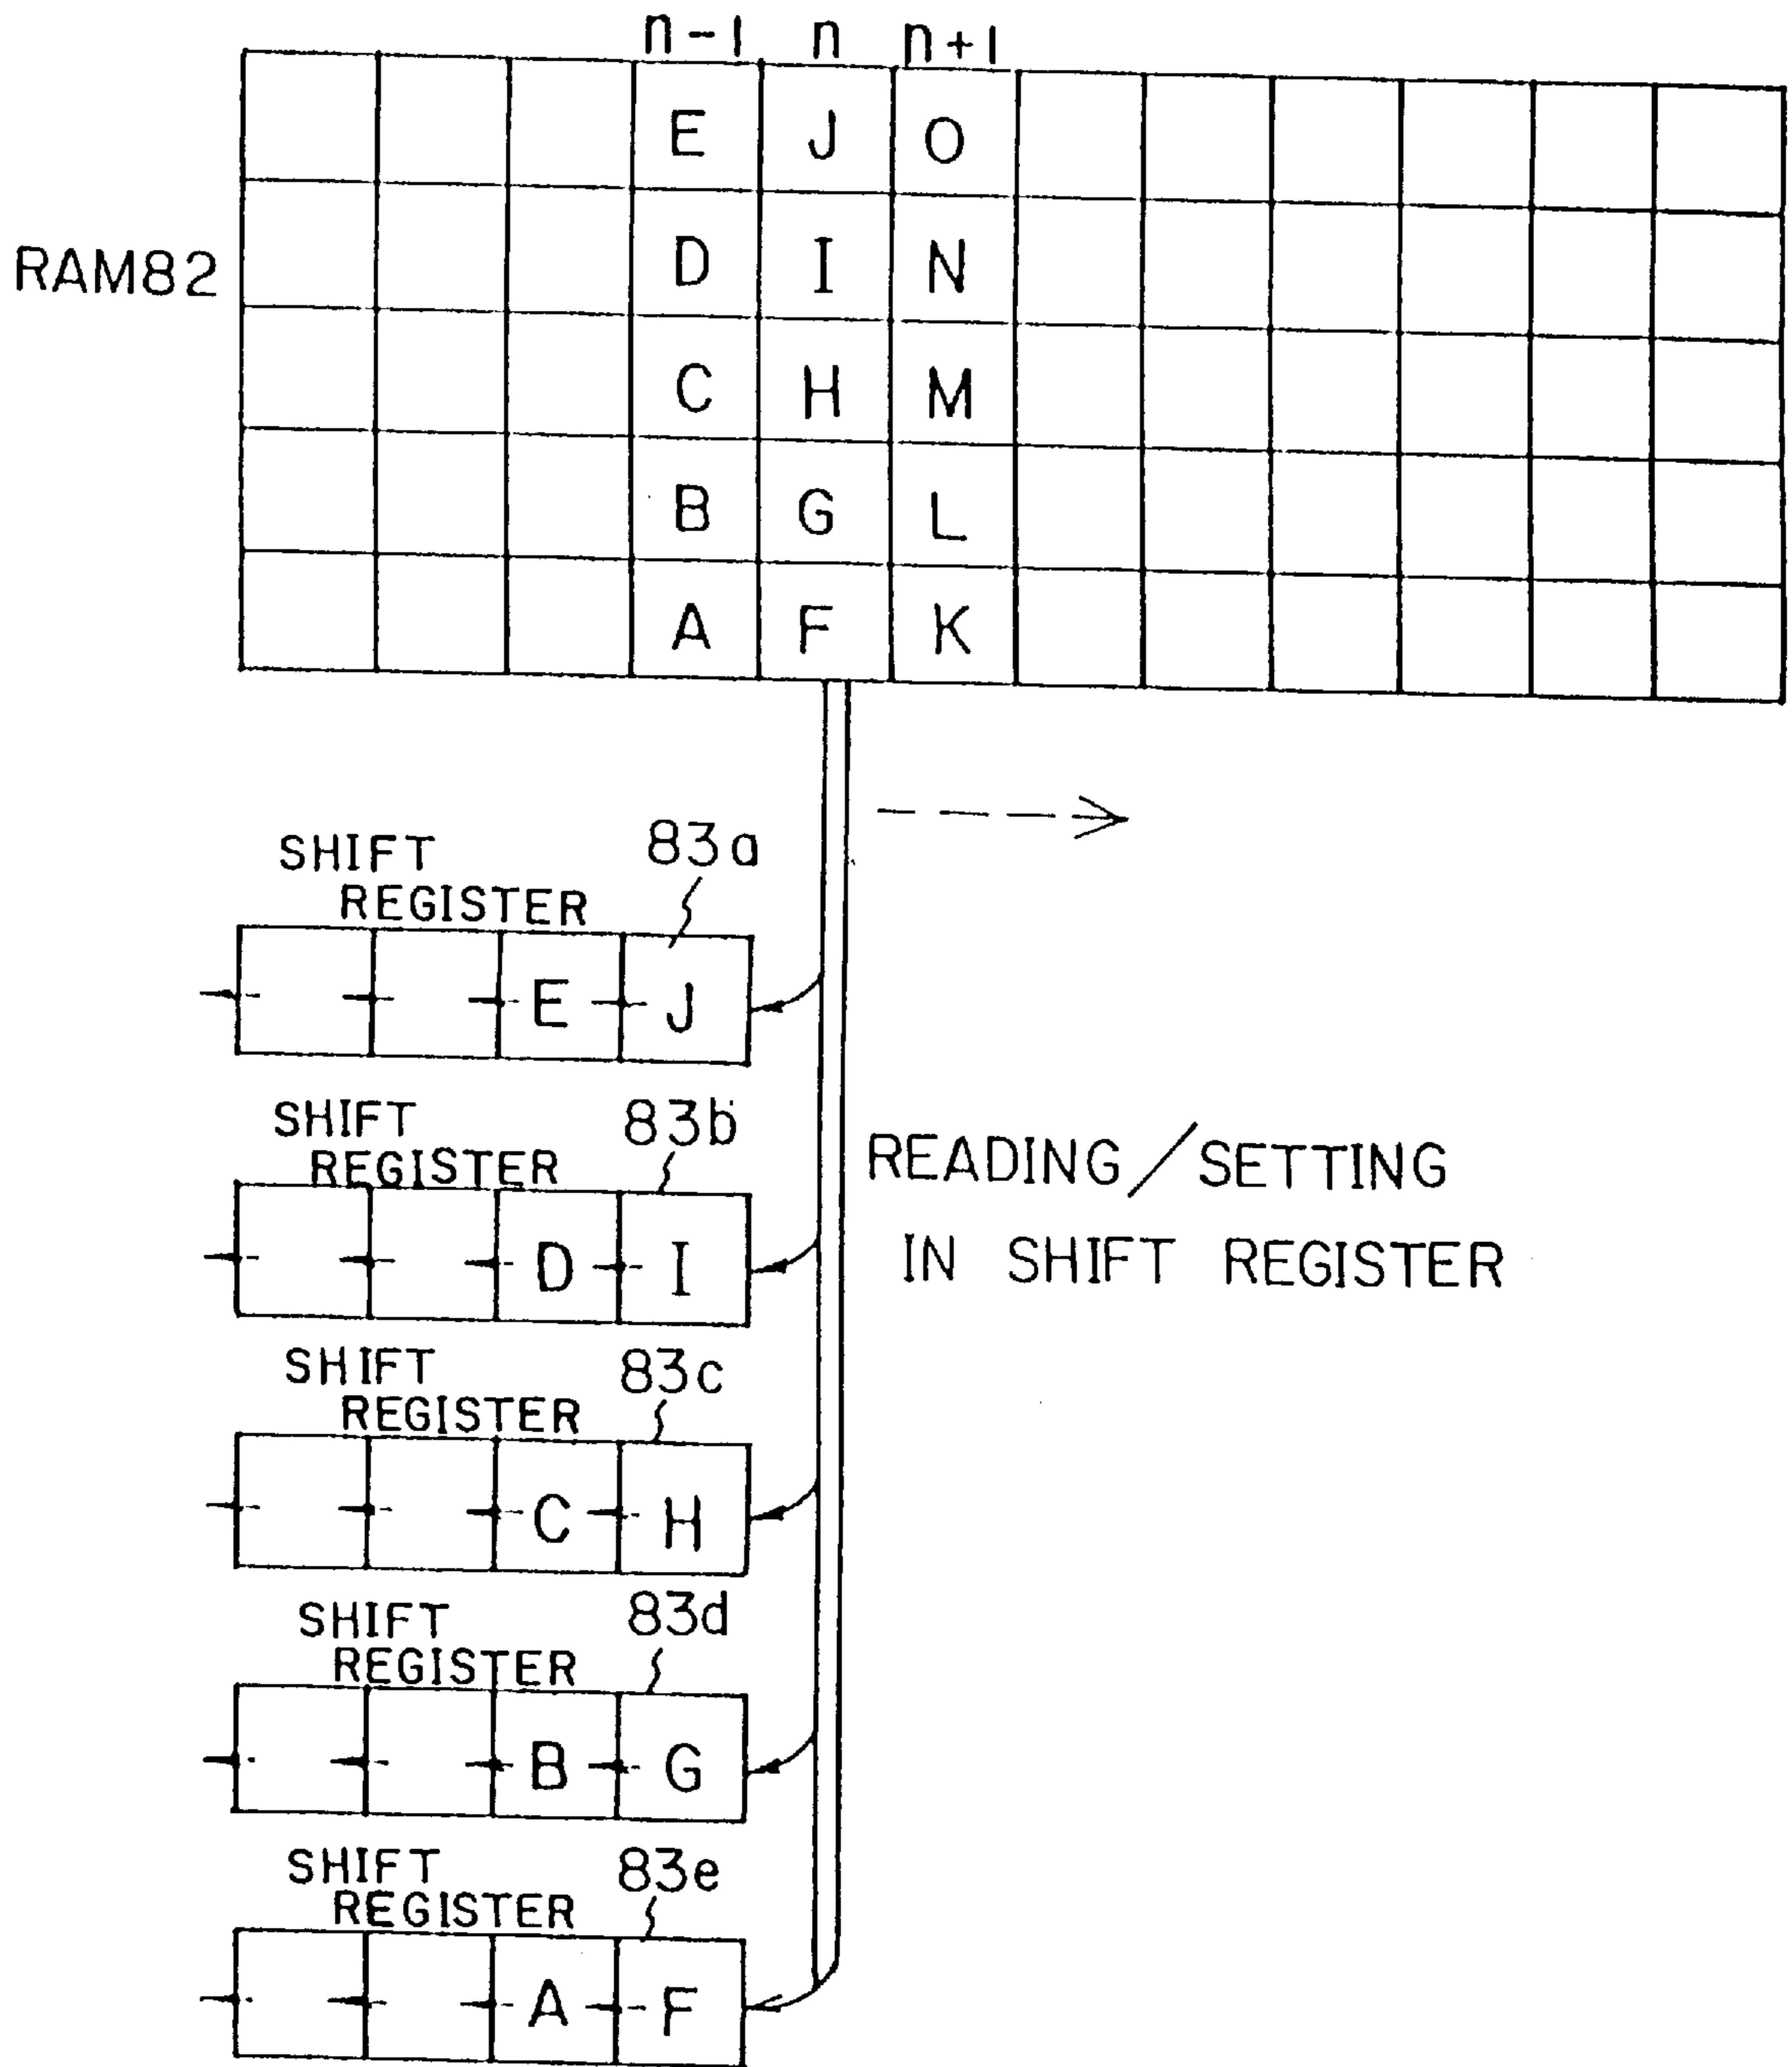 n-1 n n+1
E J O
RAM82 D I N
C H M
B G L
A F K
SHIFT 83a
REGISTER
E J
SHIFT 83b
REGISTER
D I
READING/SETTING
IN SHIFT REGISTER
SHIFT 83c
REGISTER
C H
SHIFT 83d
REGISTER
B G
SHIFT 83e
REGISTER
A F